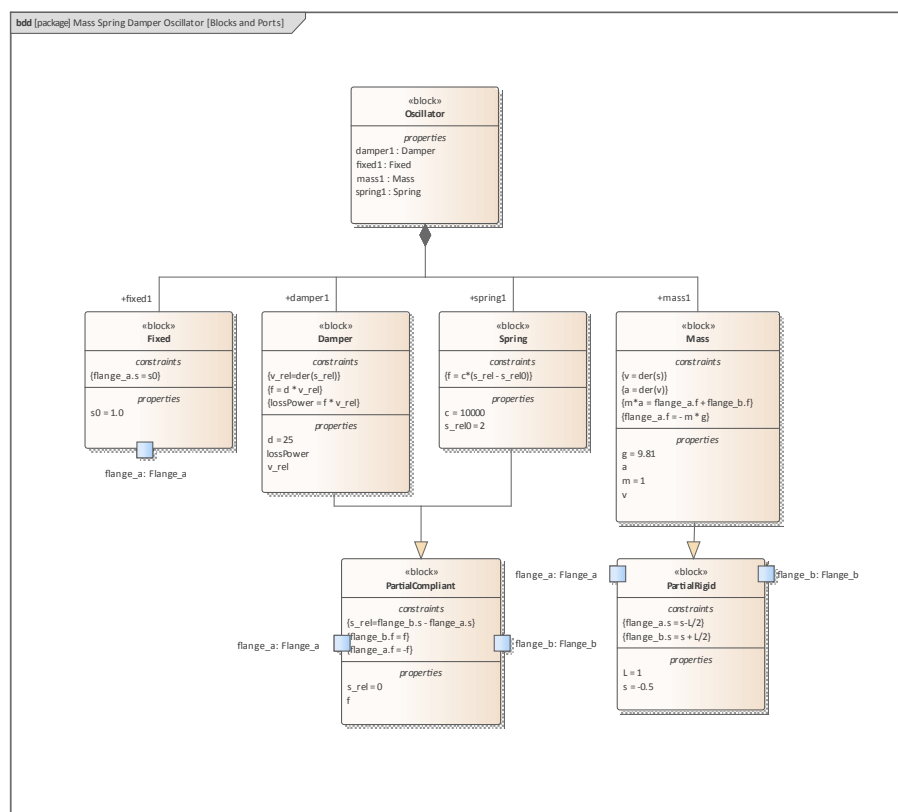 bdd [package] Mass Spring Damper Oscillator [Blocks and Ports]
«block»
Oscillator
properties
damper1 : Damper
fixed1 : Fixed
mass1 : Mass
spring1 : Spring
+fixed1
+damper1
+spring1
+mass1
«block»
Fixed
constraints
{flange_a.s = s0}
properties
s0 = 1.0
flange_a: Flange_a
«block»
Damper
constraints
{v_rel=der(s_rel)}
{f = d * v_rel}
{lossPower = f * v_rel}
properties
d = 25
lossPower
v_rel
«block»
Spring
constraints
{f = c*(s_rel - s_rel0)}
properties
c = 10000
s_rel0 = 2
«block»
Mass
constraints
{v = der(s)}
{a = der(v)}
{m*a = flange_a.f + flange_b.f}
{flange_a.f = - m * g}
properties
g = 9.81
a
m = 1
v
«block»
PartialCompliant
constraints
{s_rel=flange_b.s - flange_a.s}
{flange_b.f = f}
{flange_a.f = -f}
properties
s_rel = 0
f
flange_a: Flange_a
flange_b: Flange_b
«block»
PartialRigid
constraints
{flange_a.s = s-L/2}
{flange_b.s = s + L/2}
properties
L = 1
s = -0.5
flange_a: Flange_a
flange_b: Flange_b